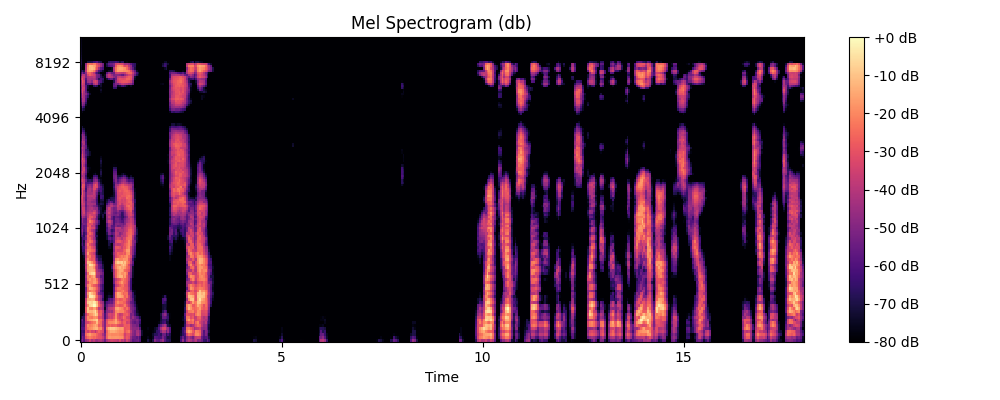 Mel Spectrogram (db)
Hz
8192
4096
2048
1024
512
0
0 5 10 15
Time
+0 dB
-10 dB
-20 dB
-30 dB
-40 dB
-50 dB
-60 dB
-70 dB
-80 dB